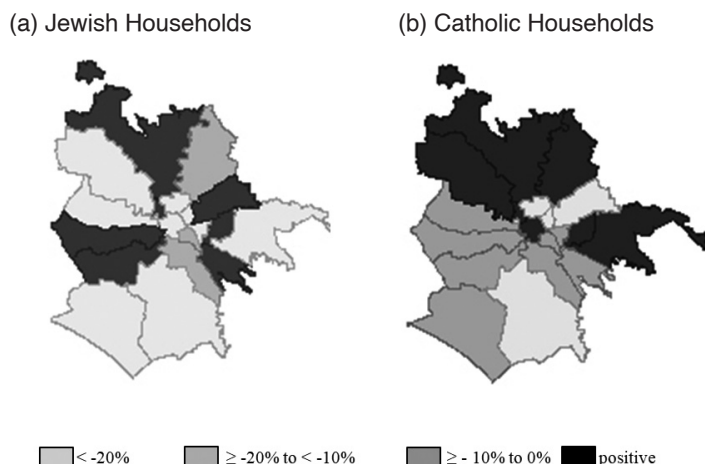 (a) Jewish Households
(b) Catholic Households
< -20%
≥ -20% to < -10%
≥ - 10% to 0%
positive